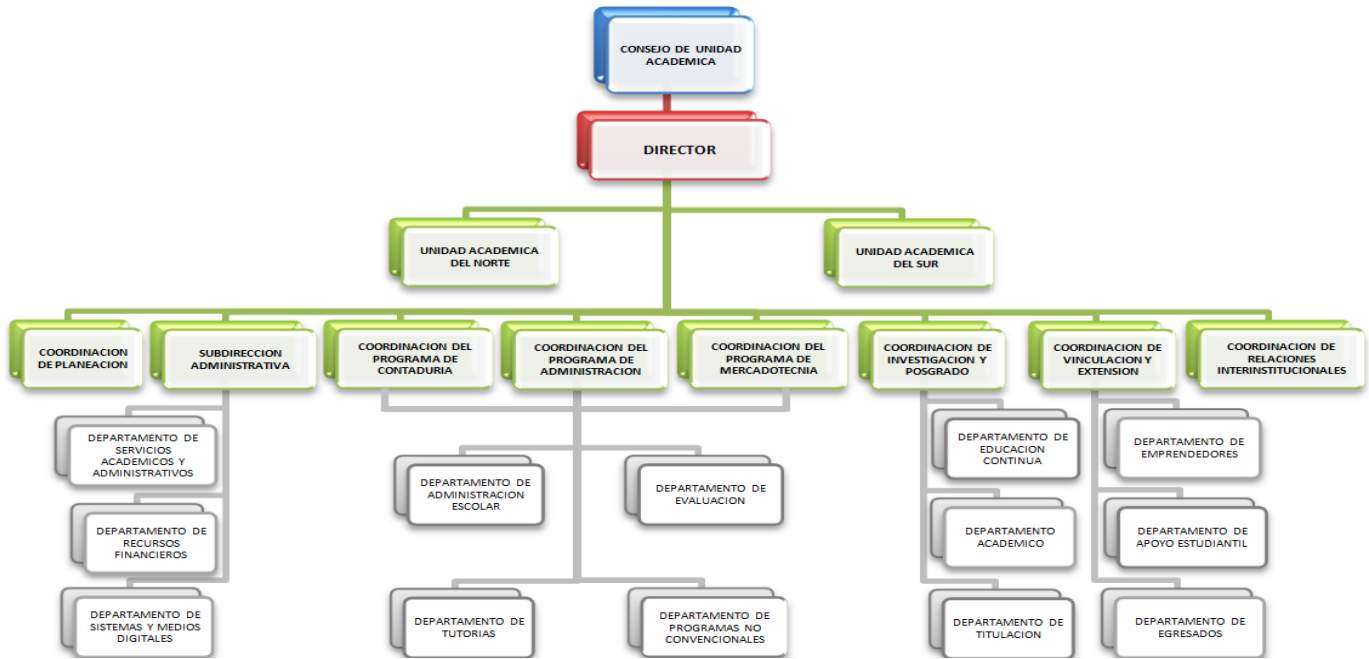 CONSEJO DE UNIDAD
ACADEMICA
DIRECTOR
UNIDAD ACADEMICA
DEL NORTE
UNIDAD ACADEMICA
DEL SUR
COORDINACION
DE PLANEACION
SUBDIRECCION
ADMINISTRATIVA
COORDINACION DEL
PROGRAMA DE
CONTADURIA
COORDINACION DEL
PROGRAMA DE
ADMINISTRACION
COORDINACION DEL
PROGRAMA DE
MERCADOTECNIA
COORDINACION DE
INVESTIGACION Y
POSGRADO
COORDINACION DE
VINCULACION Y
EXTENSION
COORDINACION DE
RELACIONES
INTERINSTITUCIONALES
DEPARTAMENTO DE
SERVICIOS
ACADEMICOS Y
ADMINISTRATIVOS
DEPARTAMENTO DE
ADMINISTRACION
ESCOLAR
DEPARTAMENTO DE
EVALUACION
DEPARTAMENTO DE
EDUCACION
CONTINUA
DEPARTAMENTO DE
EMPRENDEDORES
DEPARTAMENTO DE
RECURSOS
FINANCIEROS
DEPARTAMENTO
ACADEMICO
DEPARTAMENTO DE
APOYO ESTUDIANTIL
DEPARTAMENTO DE
SISTEMAS Y MEDIOS
DIGITALES
DEPARTAMENTO DE
TUTORIAS
DEPARTAMENTO DE
PROGRAMAS NO
CONVENCIONALES
DEPARTAMENTO DE
TITULACION
DEPARTAMENTO DE
EGRESADOS